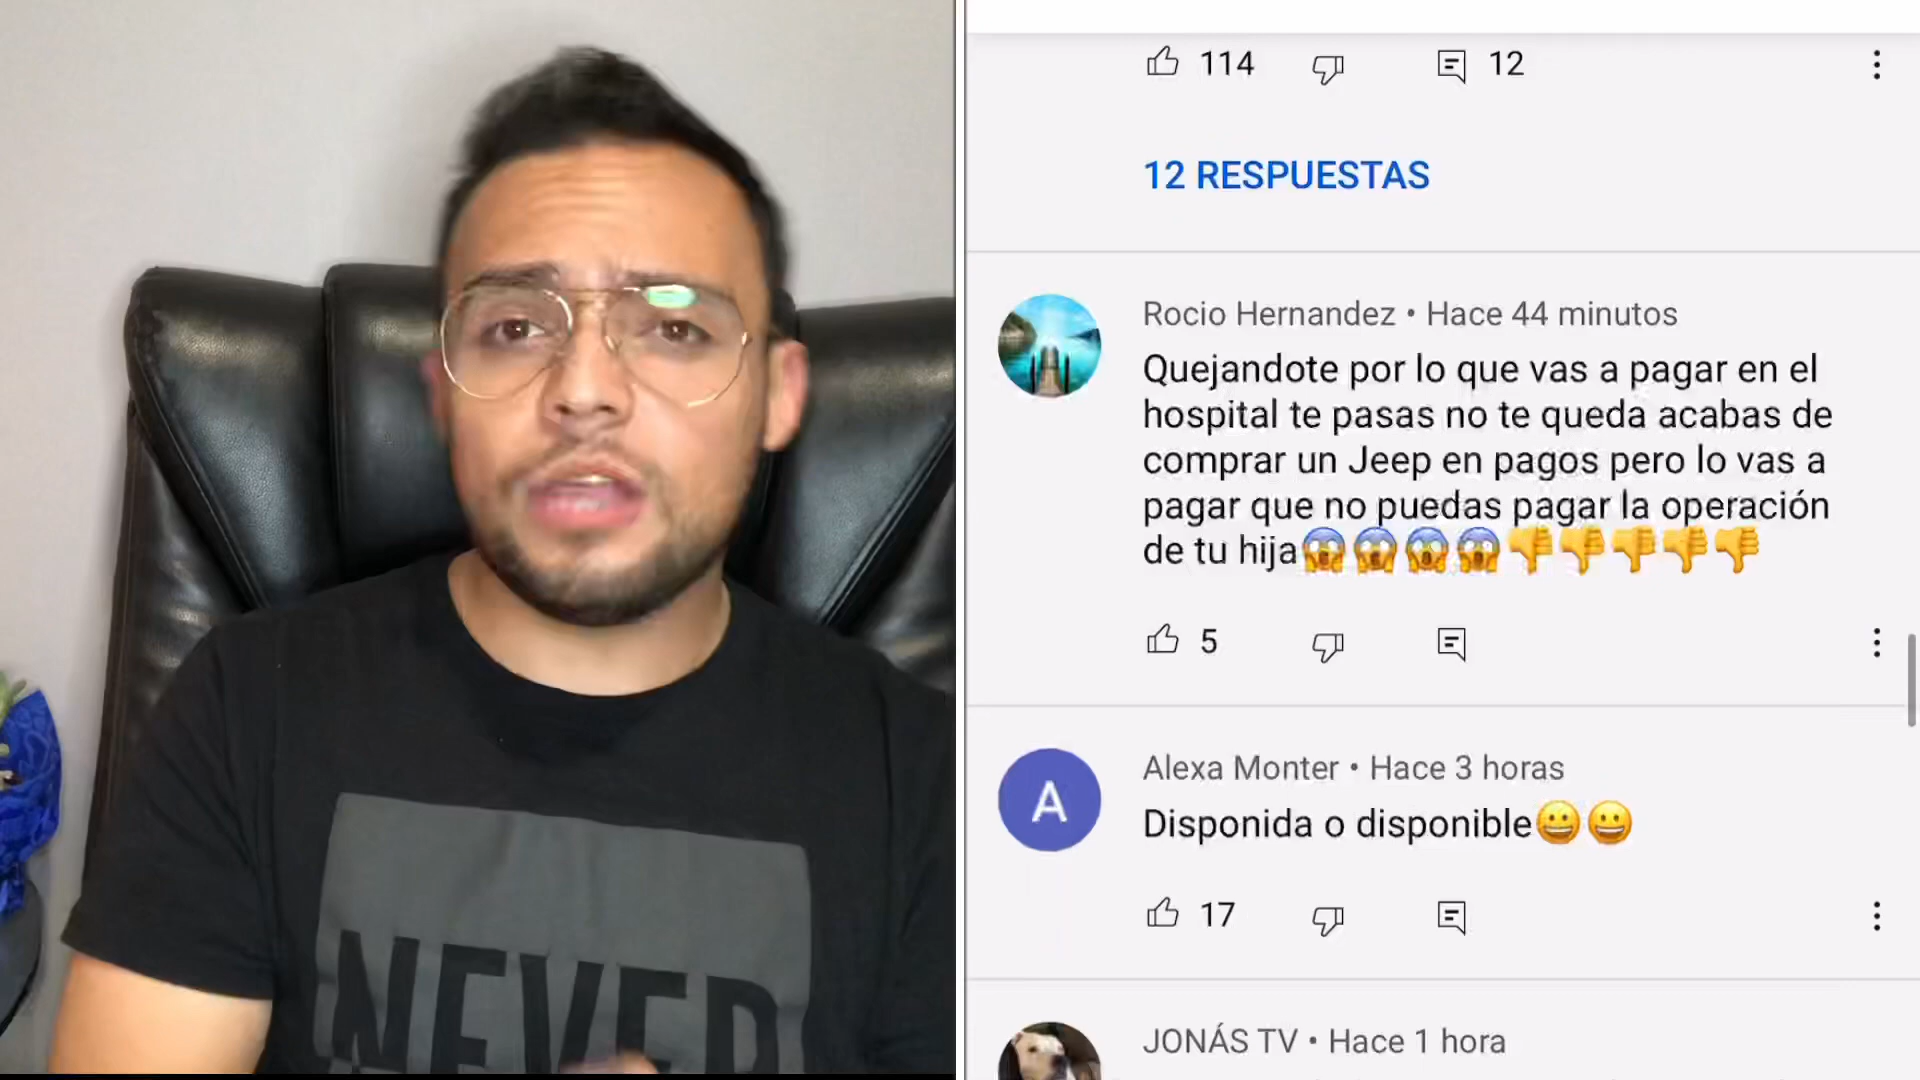 NEVER
114
12
12 RESPUESTAS
Rocio Hernandez • Hace 44 minutos
Quejandote por lo que vas a pagar en el
hospital te pasas no te queda acabas de
comprar un Jeep en pagos pero lo vas a
pagar que no puedas pagar la operación
de tu hija😱😱😱😱👎👎👎👎👎
5
A
Alexa Monter • Hace 3 horas
Disponida o disponible😀😀
17
JONÁS TV • Hace 1 hora